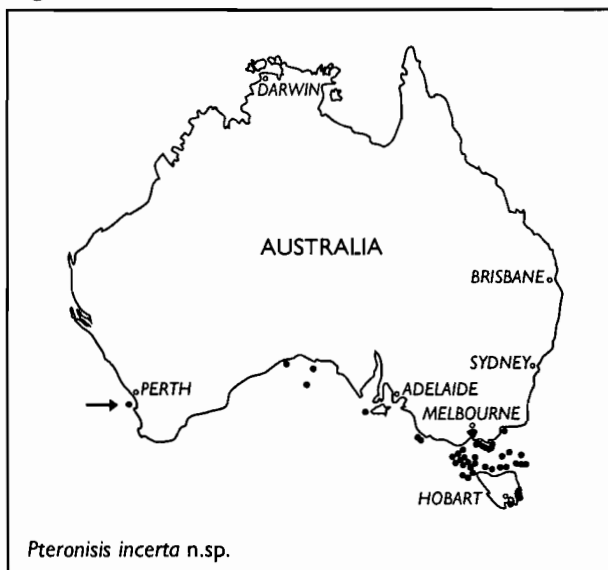 DARWIN
AUSTRALIA
BRISBANE
SYDNEY
PERTH
ADELAIDE
MELBOURNE
HOBART
Pteronisis incerta n.sp.